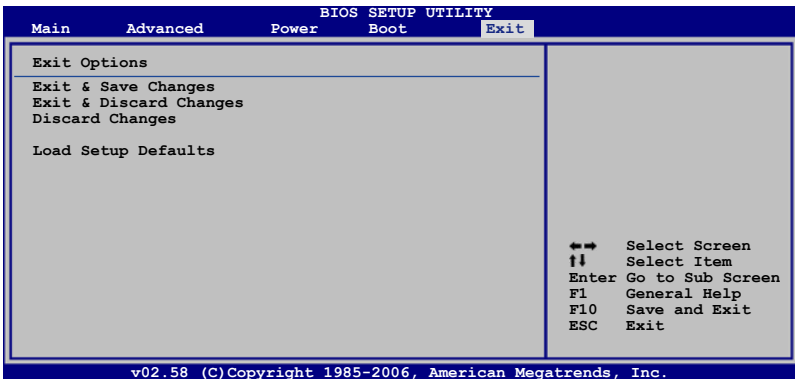 BIOS SETUP UTILITY
Main Advanced Power Boot Exit
Exit Options
Exit & Save Changes
Exit & Discard Changes
Discard Changes
Load Setup Defaults
←→ Select Screen
↑↓ Select Item
Enter Go to Sub Screen
F1 General Help
F10 Save and Exit
ESC Exit
v02.58 (C)Copyright 1985-2006, American Megatrends, Inc.